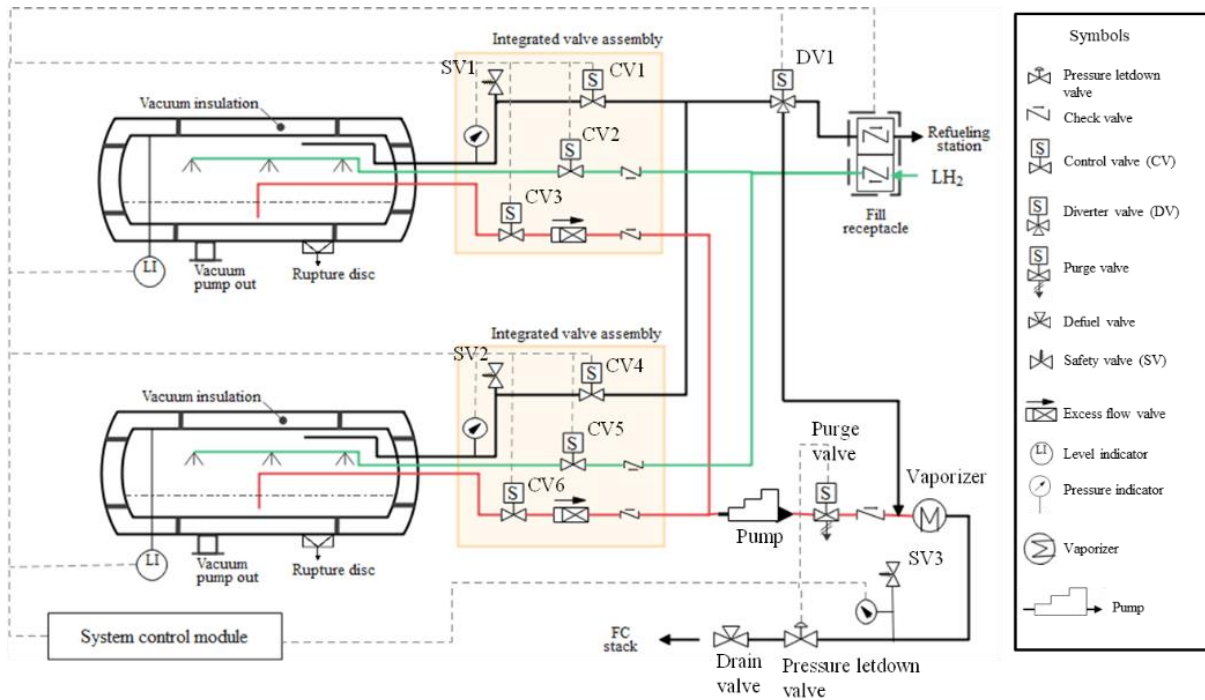 Integrated valve assembly
SV1
CV1
DV1
S
S
Vacuum insulation
CV2
S
Refueling
station
CV3
S
LH2
Fill
receptacle
LI
Vacuum
pump out
Rupture disc
Integrated valve assembly
SV2
CV4
S
Vacuum insulation
CV5
S
Purge
valve
CV6
S
S
Vaporizer
Pump
LI
Vacuum
pump out
Rupture disc
SV3
System control module
FC
stack
Drain
valve
Pressure letdown
valve
Symbols
Pressure letdown
valve
Check valve
S
Control valve (CV)
S
Diverter valve (DV)
S
Purge valve
Defuel valve
Safety valve (SV)
Excess flow valve
LI
Level indicator
Pressure indicator
Vaporizer
Pump